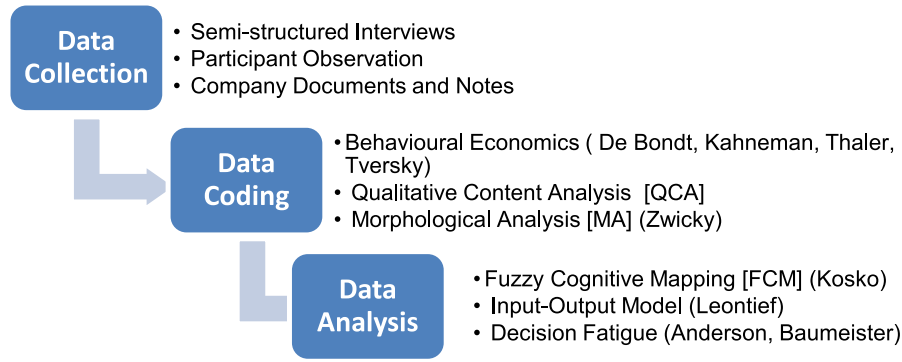 Data
Collection
• Semi-structured Interviews
• Participant Observation
• Company Documents and Notes
Data
Coding
•Behavioural Economics ( De Bondt, Kahneman, Thaler,
Tversky)
• Qualitative Content Analysis [QCA]
• Morphological Analysis [MA] (Zwicky)
Data
Analysis
•Fuzzy Cognitive Mapping [FCM] (Kosko)
• Input-Output Model (Leontief)
• Decision Fatigue (Anderson, Baumeister)